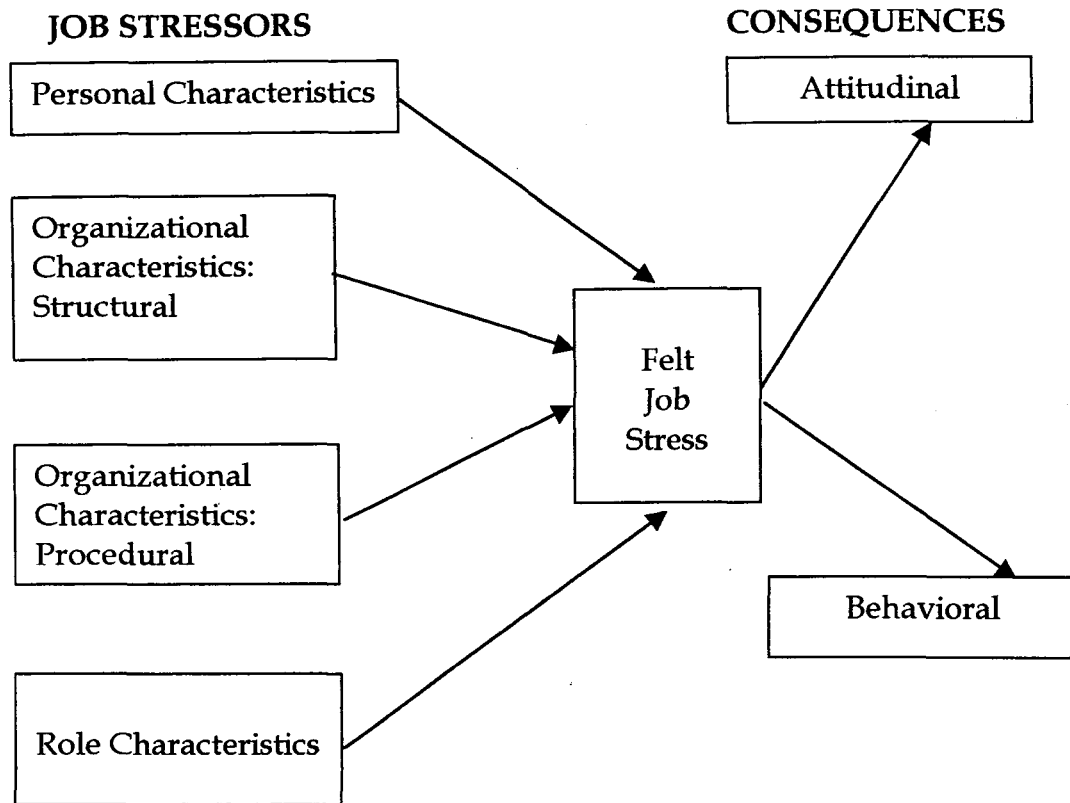 JOB STRESSORS
CONSEQUENCES
Personal Characteristics
Attitudinal
Organizational
Characteristics:
Structural
Felt
Job
Stress
Organizational
Characteristics:
Procedural
Behavioral
Role Characteristics